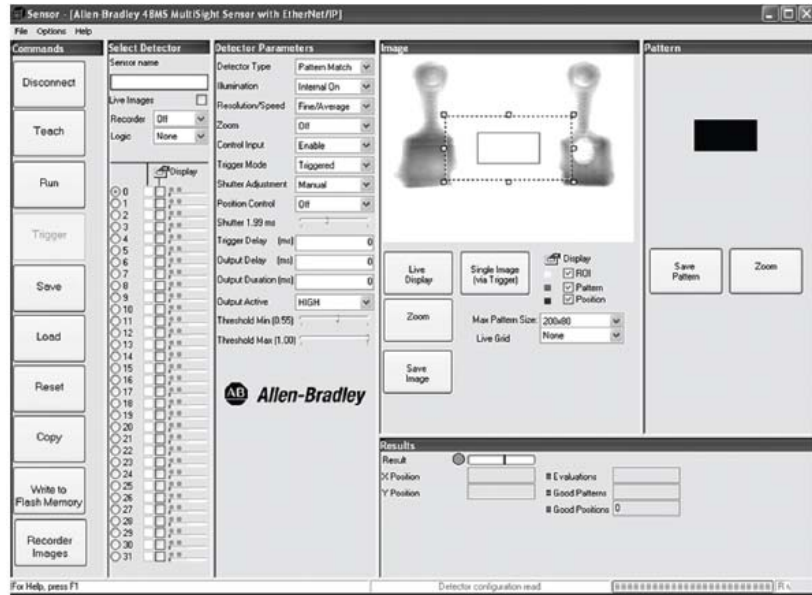 Sensor - [Allen-Bradley 48MS MultiSight Sensor with EtherNet/IP]
File Options Help
Commands
Disconnect
Teach
Run
Trigger
Save
Load
Reset
Copy
Write to
Flash Memory
Recorder
Images
Select Detector
Sensor name
Live Images
Recorder Off
Logic None
Display
0
1
2
3
4
5
6
7
8
9
10
11
12
13
14
15
16
17
18
19
20
21
22
23
24
25
26
27
28
29
30
31
Detector Parameters
Detector Type Pattern Match
Illumination Internal On
Resolution/Speed Fine/Average
Zoom Off
Control Input Enable
Trigger Mode Triggered
Shutter Adjustment Manual
Position Control Off
Shutter 1.99 ms
Trigger Delay (ms) 0
Output Delay (ms) 0
Output Duration (ms) 0
Output Active HIGH
Threshold Min (0.55)
Threshold Max (1.00)
AB Allen-Bradley
Image
Live
Display
Single Image
(via Trigger)
Display
ROI
Pattern
Position
Zoom
Max Pattern Size: 200x80
Live Grid None
Save
Image
Pattern
Save
Pattern
Zoom
Results
Result
X Position # Evaluations
Y Position # Good Patterns
# Good Positions 0
For Help, press F1
Detector configuration read